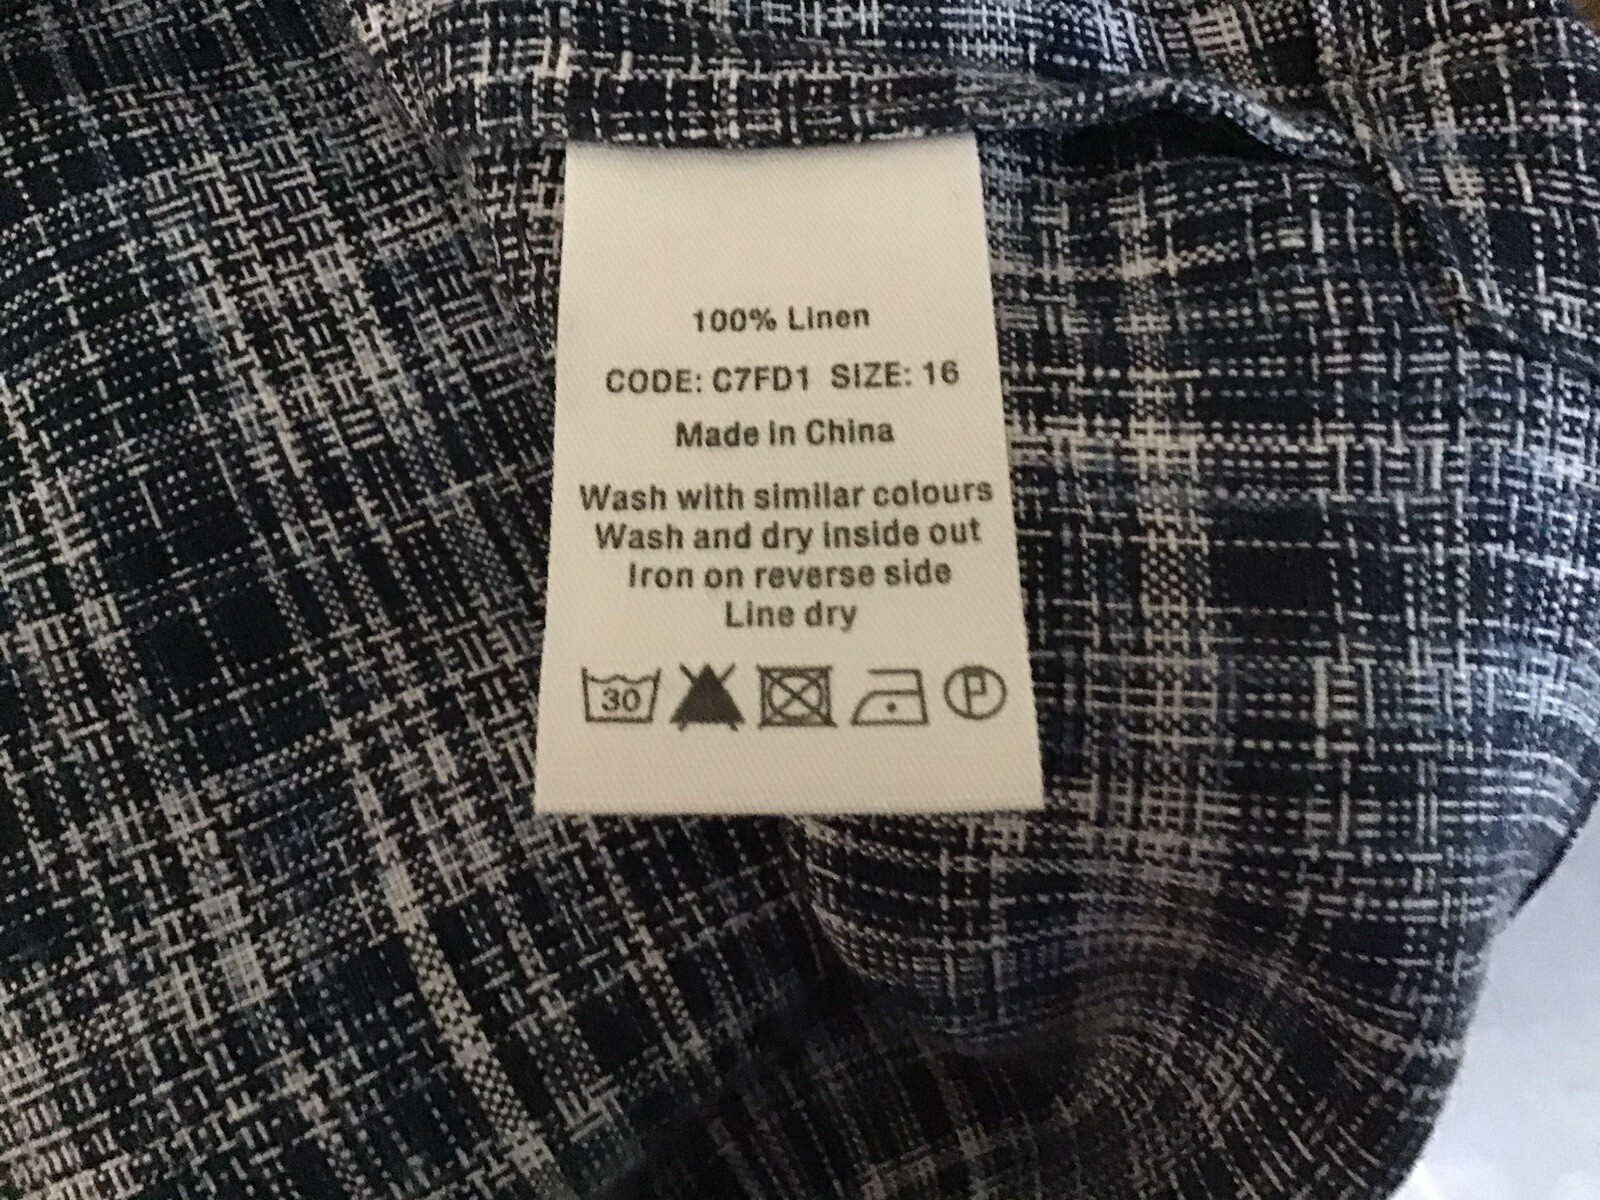 100% Linen
CODE: C7FD1 SIZE: 16
Made in China
Wash with similar colours
Wash and dry inside out
Iron on reverse side
Line dry
30 P